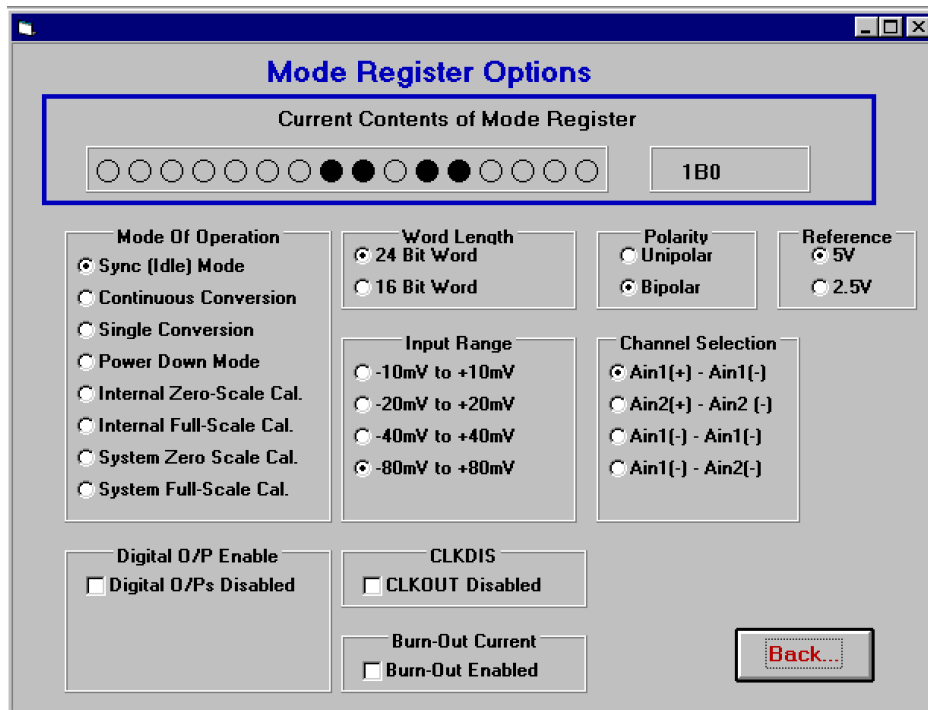 Mode Register Options
Current Contents of Mode Register
1B0
Mode Of Operation
Sync (Idle) Mode
Continuous Conversion
Single Conversion
Power Down Mode
Internal Zero-Scale Cal.
Internal Full-Scale Cal.
System Zero Scale Cal.
System Full-Scale Cal.
Word Length
24 Bit Word
16 Bit Word
Polarity
Unipolar
Bipolar
Reference
5V
2.5V
Input Range
-10mV to +10mV
-20mV to +20mV
-40mV to +40mV
-80mV to +80mV
Channel Selection
Ain1(+) - Ain1(-)
Ain2(+) - Ain2 (-)
Ain1(-) - Ain1(-)
Ain1(-) - Ain2(-)
Digital O/P Enable
Digital O/Ps Disabled
CLKDIS
CLKOUT Disabled
Burn-Out Current
Burn-Out Enabled
Back...